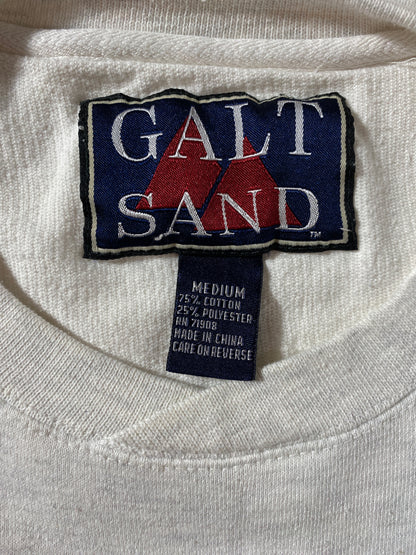 GALT
SAND
TM
MEDIUM
75% COTTON
25% POLYESTER
RN 71908
MADE IN CHINA
CARE ON REVERSE